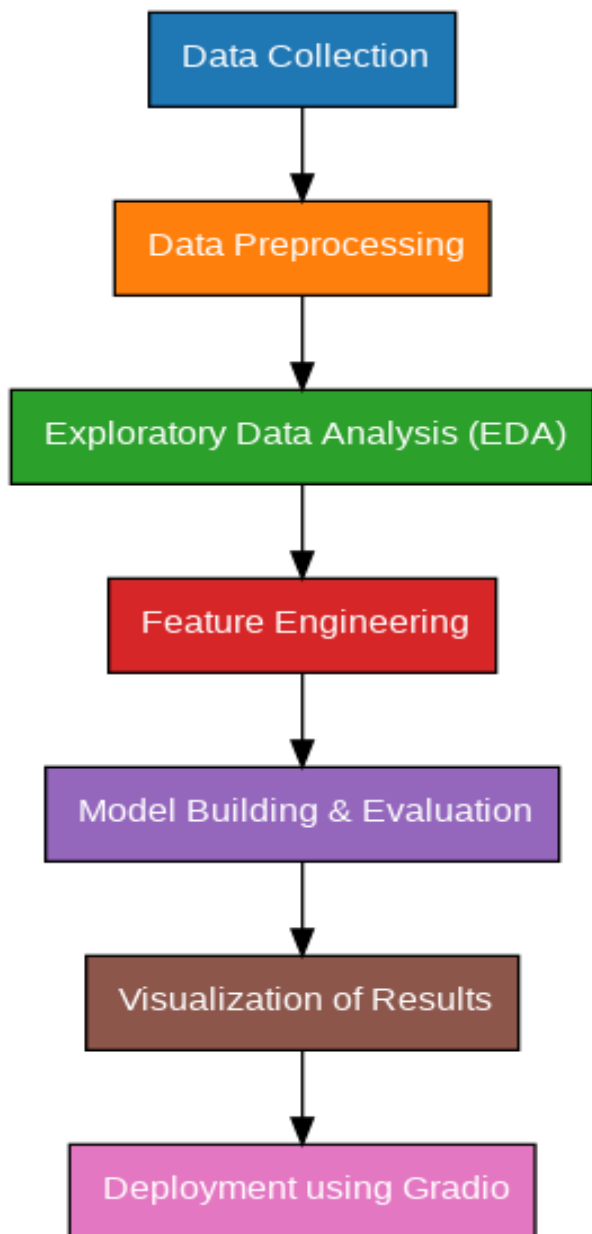 Data Collection
Data Preprocessing
Exploratory Data Analysis (EDA)
Feature Engineering
Model Building & Evaluation
Visualization of Results
Deployment using Gradio